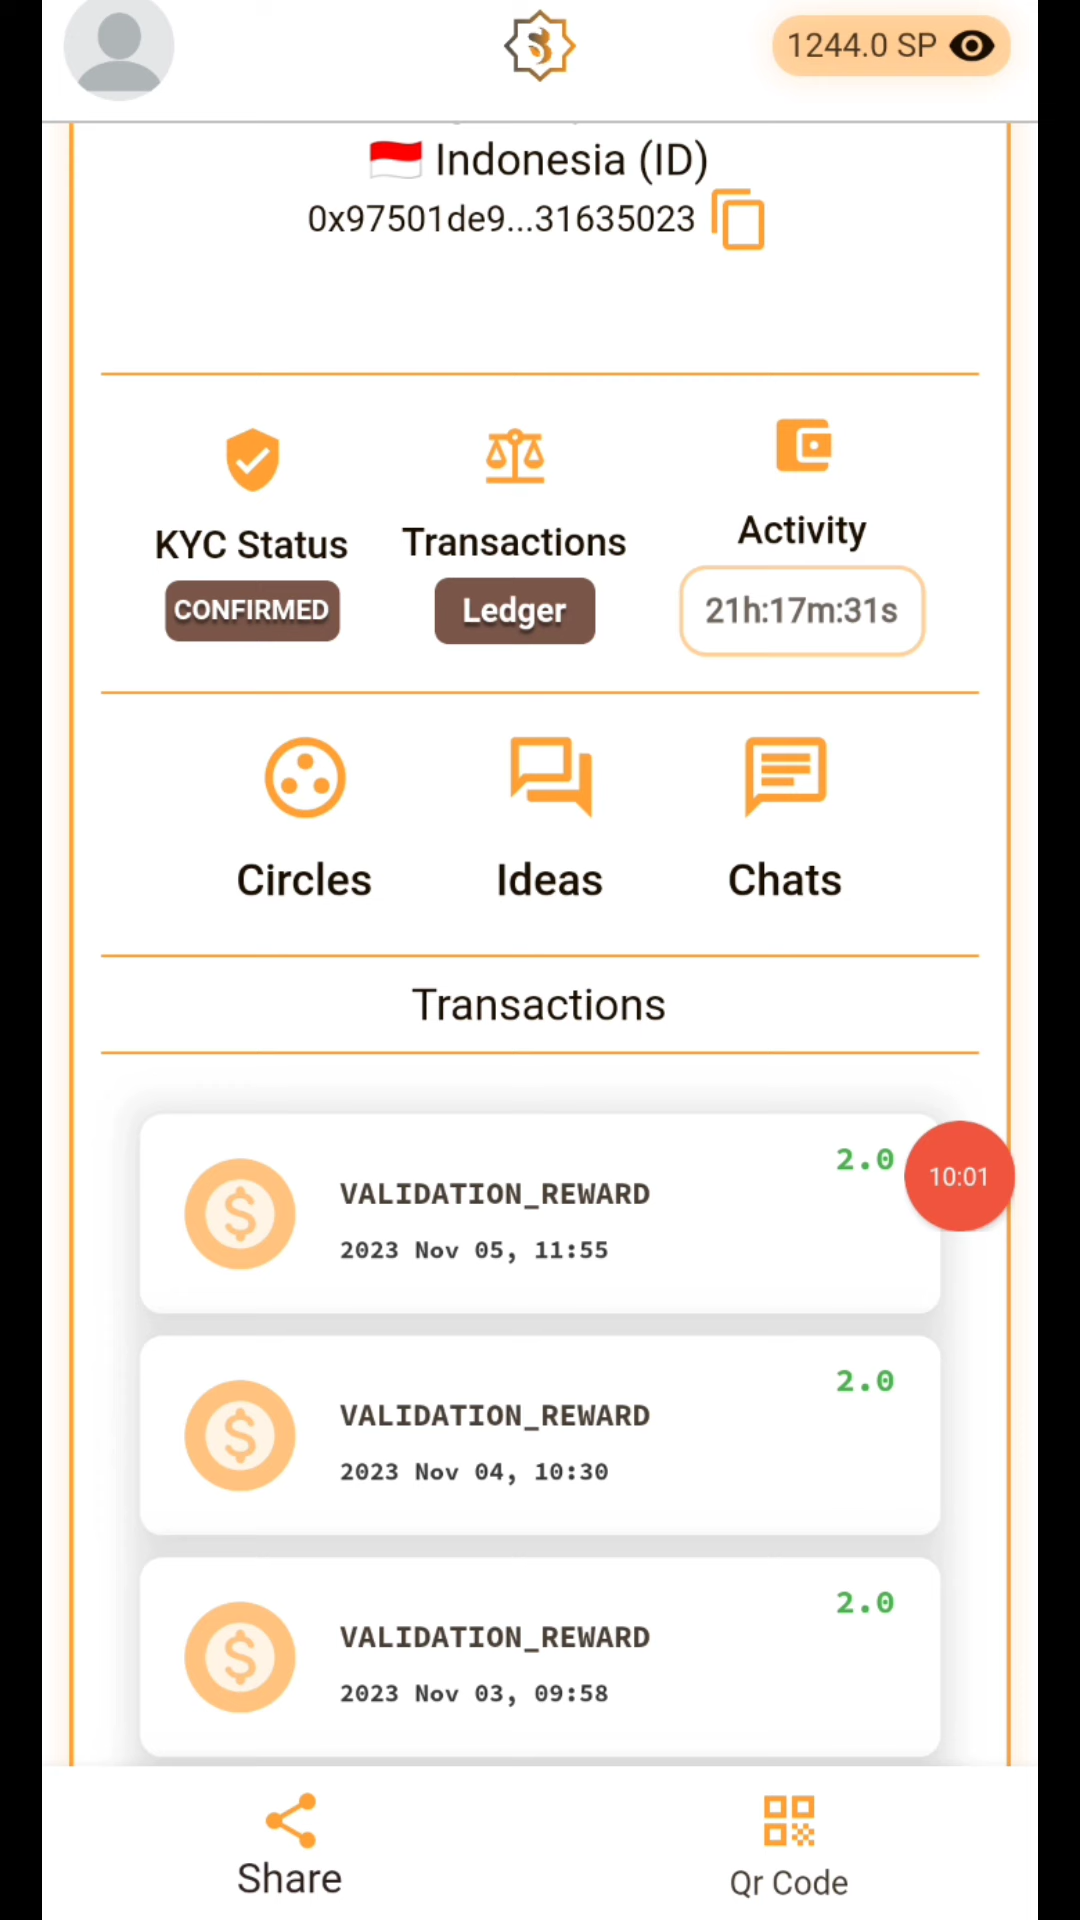 1244.0 SP
Indonesia (ID)
0x97501de9...31635023
KYC Status
CONFIRMED
Transactions
Ledger
Activity
21h:17m:31s
Circles
Ideas
Chats
Transactions
2.0
VALIDATION_REWARD
2023 Nov 05, 11:55
10:01
2.0
VALIDATION_REWARD
2023 Nov 04, 10:30
2.0
VALIDATION_REWARD
2023 Nov 03, 09:58
Share
Qr Code